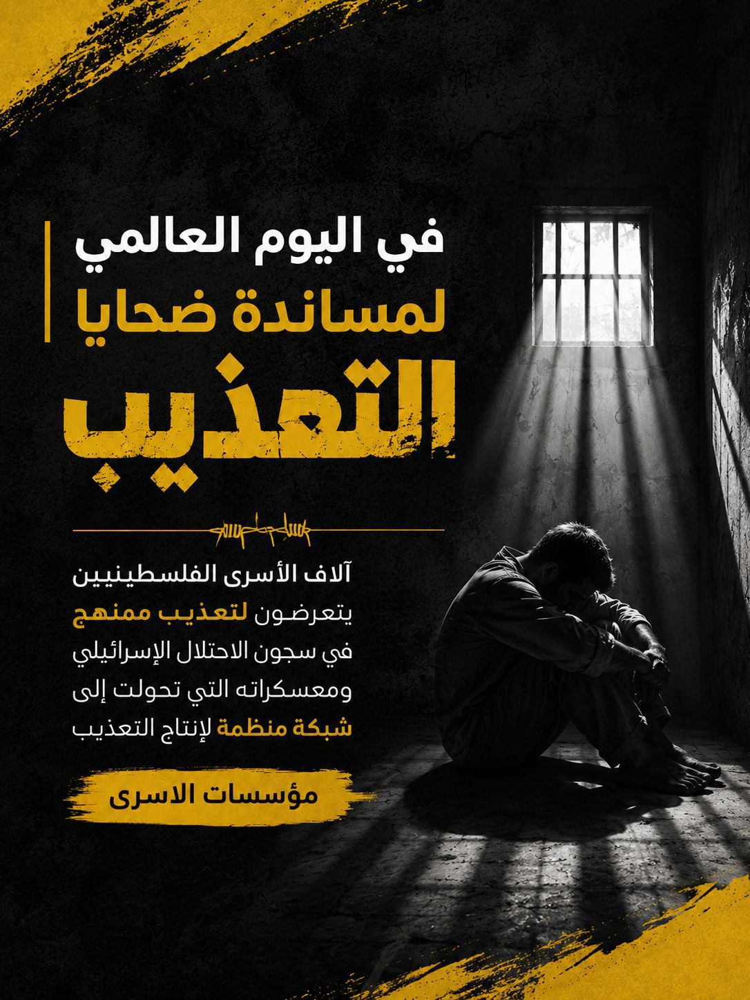 في اليوم العالمي
لمساندة ضحايا
التعذيب
آلاف الأسرى الفلسطينيين
يتعرضون لتعذيب ممنهج
في سجون الاحتلال الإسرائيلي
ومعسكراته التي تحولت إلى
شبكة منظمة لإنتاج التعذيب
مؤسسات الاسرى